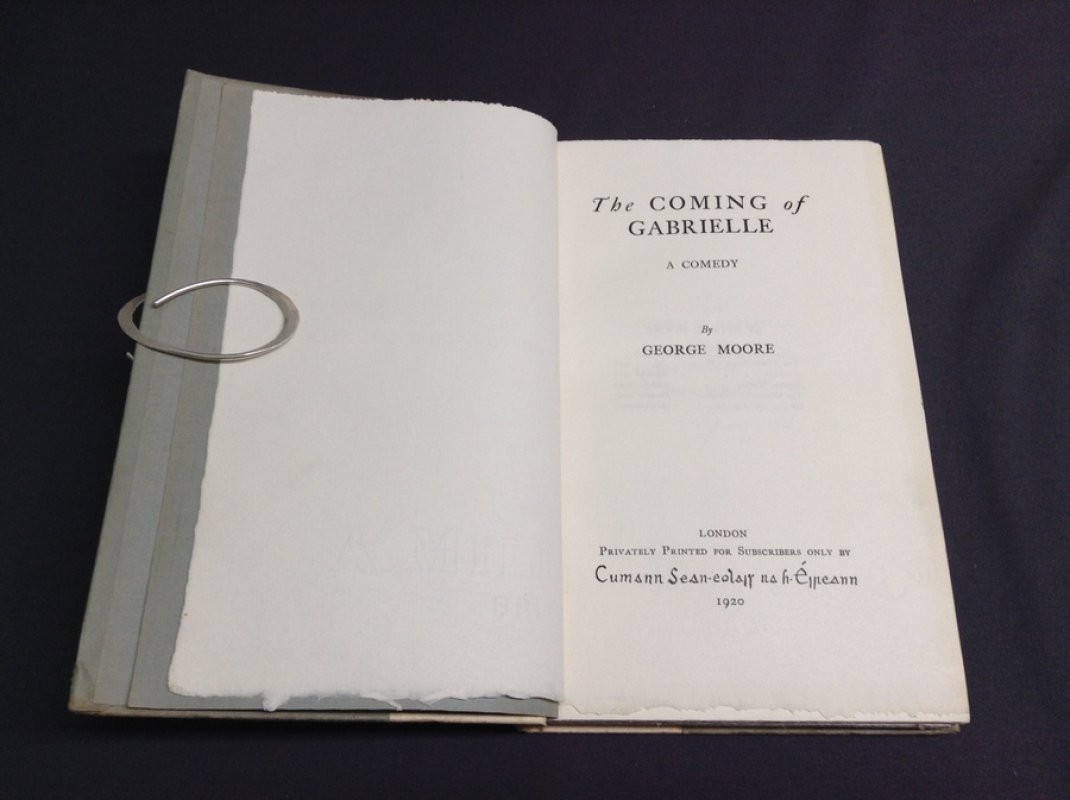 The COMING of
GABRIELLE
A COMEDY
By
GEORGE MOORE
LONDON
PRIVATELY PRINTED FOR SUBSCRIBERS ONLY BY
Cumann Sean-eolais na h-Éireann
1920